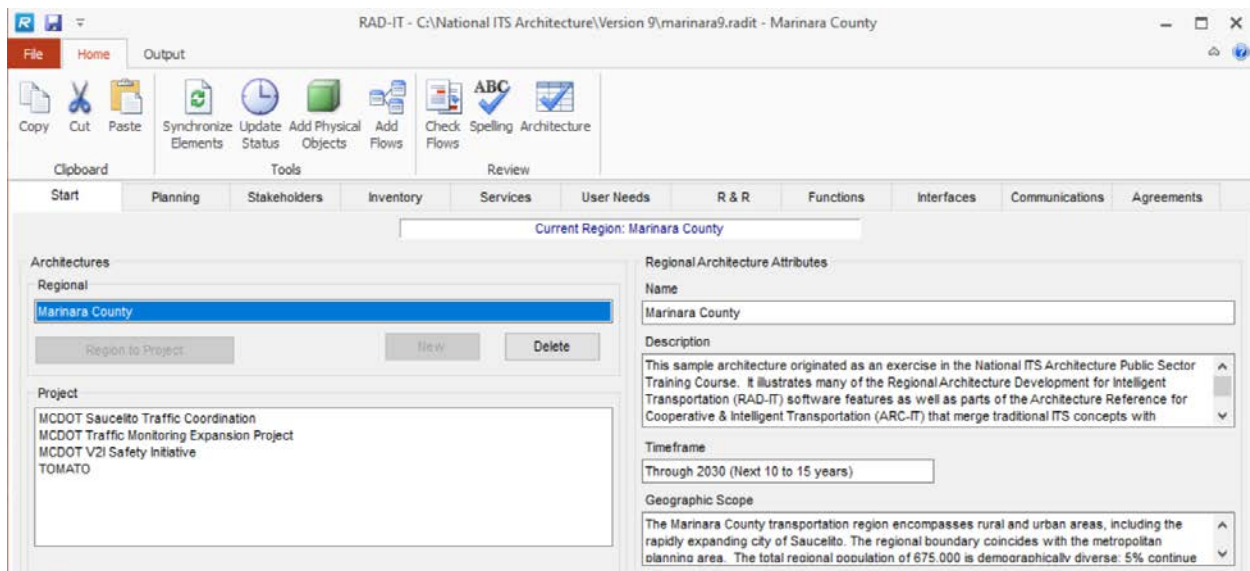 RAD-IT - C:\National ITS Architecture\Version 9\marinara9.radit - Marinara County
File Home Output
Copy Cut Paste Synchronize Elements Update Status Add Physical Objects Add Flows Check Flows ABC Spelling Architecture
Clipboard Tools Review
Start Planning Stakeholders Inventory Services User Needs R & R Functions Interfaces Communications Agreements
Current Region: Marinara County
Architectures
Regional
Marinara County
Region to Project New Delete
Project
MCDOT Saucelito Traffic Coordination
MCDOT Traffic Monitoring Expansion Project
MCDOT V2I Safety Initiative
TOMATO
Regional Architecture Attributes
Name
Marinara County
Description
This sample architecture originated as an exercise in the National ITS Architecture Public Sector
Training Course. It illustrates many of the Regional Architecture Development for Intelligent
Transportation (RAD-IT) software features as well as parts of the Architecture Reference for
Cooperative & Intelligent Transportation (ARC-IT) that merge traditional ITS concepts with
Timeframe
Through 2030 (Next 10 to 15 years)
Geographic Scope
The Marinara County transportation region encompasses rural and urban areas, including the
rapidly expanding city of Saucelito. The regional boundary coincides with the metropolitan
planning area. The total regional population of 675,000 is demographically diverse: 5% continue